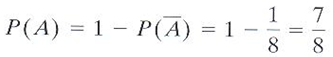 P(A) = 1 − P(A̅) = 1 − 1/8 = 7/8